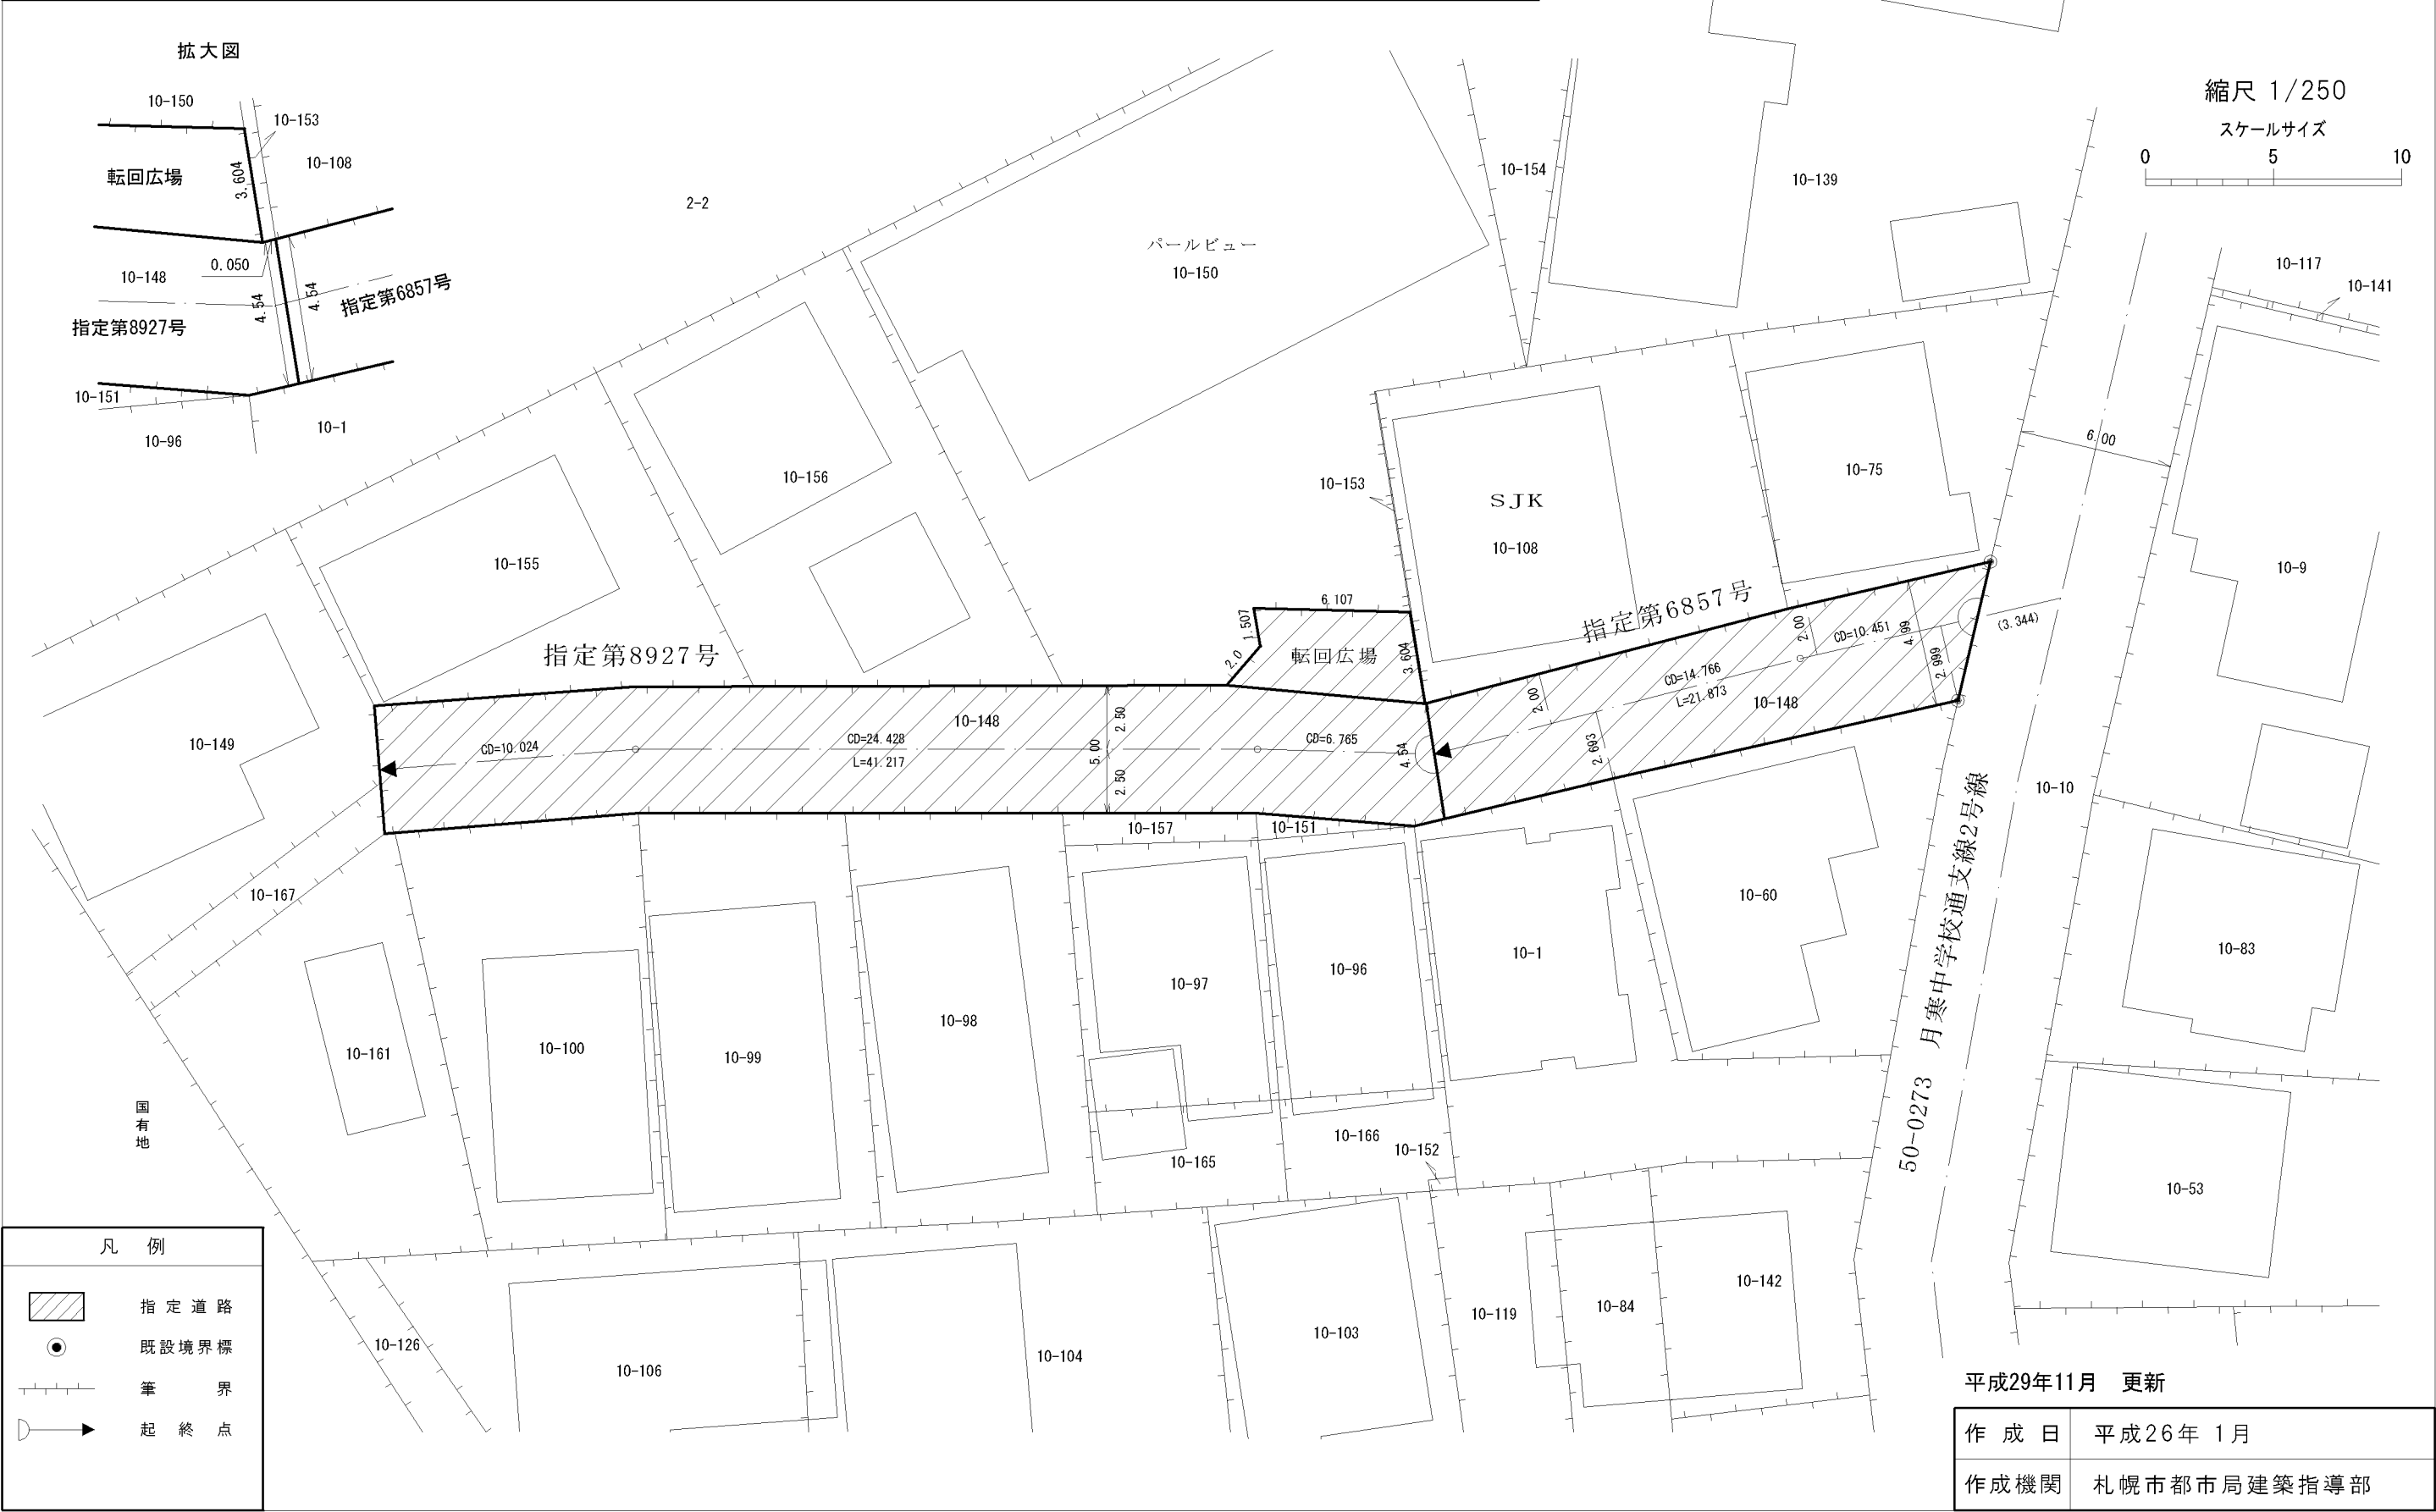 拡大図
10-150
10-153
10-108
転回広場
3.604
10-148
0.050
4.54
4.54
指定第6857号
指定第8927号
10-151
10-96
10-1
2-2
パールビュー
10-150
10-154
10-139
縮尺 1/250
スケールサイズ
0 5 10
10-117
10-141
6.00
10-156
10-153
10-75
SJK
10-108
10-155
10-9
指定第8927号
6.107
1.507
2.0
転回広場
3.604
指定第6857号
2.00
CD=10.451
4.99
2.999
(3.344)
CD=14.766
L=21.873
2.00
10-148
2.693
10-149
10-148
CD=10.024
CD=24.428
L=41.217
2.50
5.00
2.50
CD=6.765
4.54
10-157
10-151
10-10
10-167
10-60
10-83
10-1
10-97
10-96
10-98
10-99
10-100
10-161
50-0273 月寒中学校通支線2号線
国有地
10-165
10-166
10-152
10-53
10-142
10-84
10-119
10-103
10-104
10-106
10-126
凡 例
指定道路
既設境界標
筆 界
起終点
平成29年11月 更新
作成日 平成26年 1月
作成機関 札幌市都市局建築指導部